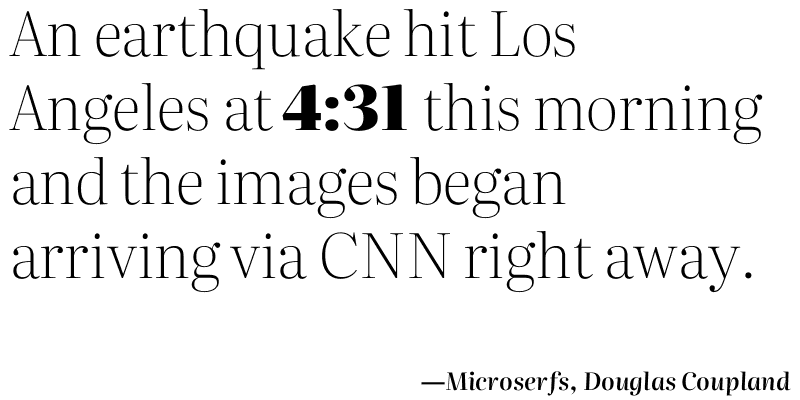 An earthquake hit Los
Angeles at 4:31 this morning
and the images began
arriving via CNN right away.
—Microserfs, Douglas Coupland